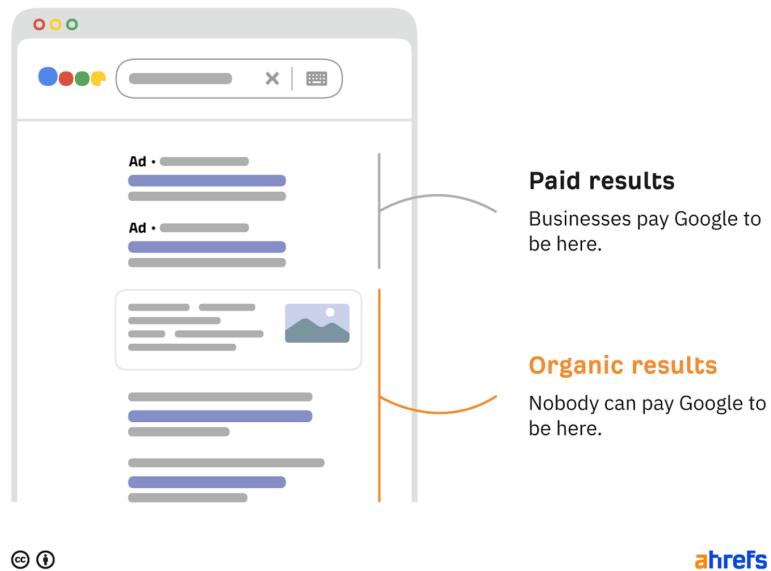 Ad •
Ad •
Paid results
Businesses pay Google to
be here.
Organic results
Nobody can pay Google to
be here.
cc
ahrefs